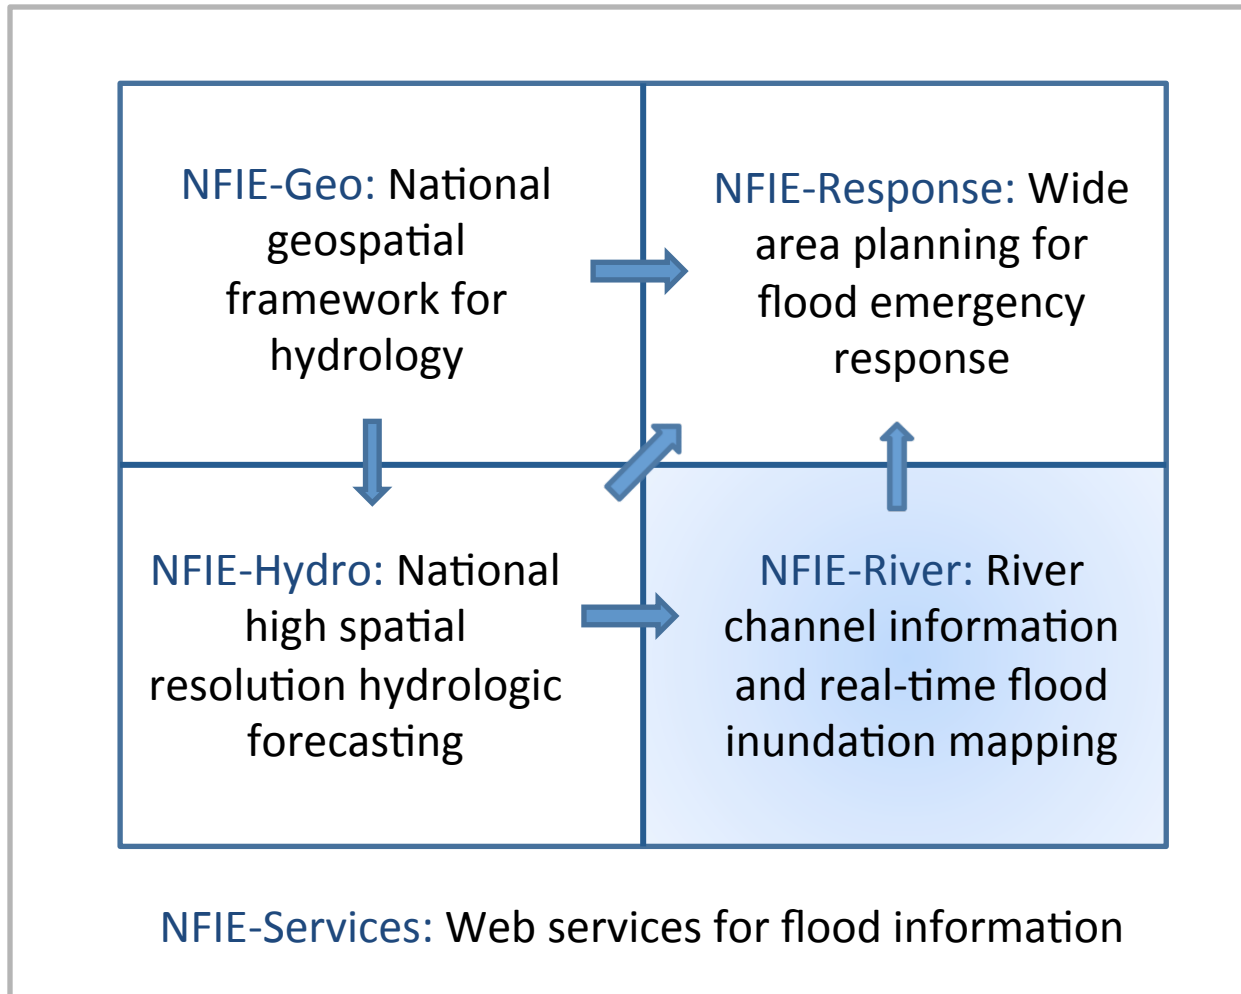 NFIE-Geo: National
geospatial
framework for
hydrology
NFIE-Response: Wide
area planning for
flood emergency
response
NFIE-Hydro: National
high spatial
resolution hydrologic
forecasting
NFIE-River: River
channel information
and real-time flood
inundation mapping
NFIE-Services: Web services for flood information